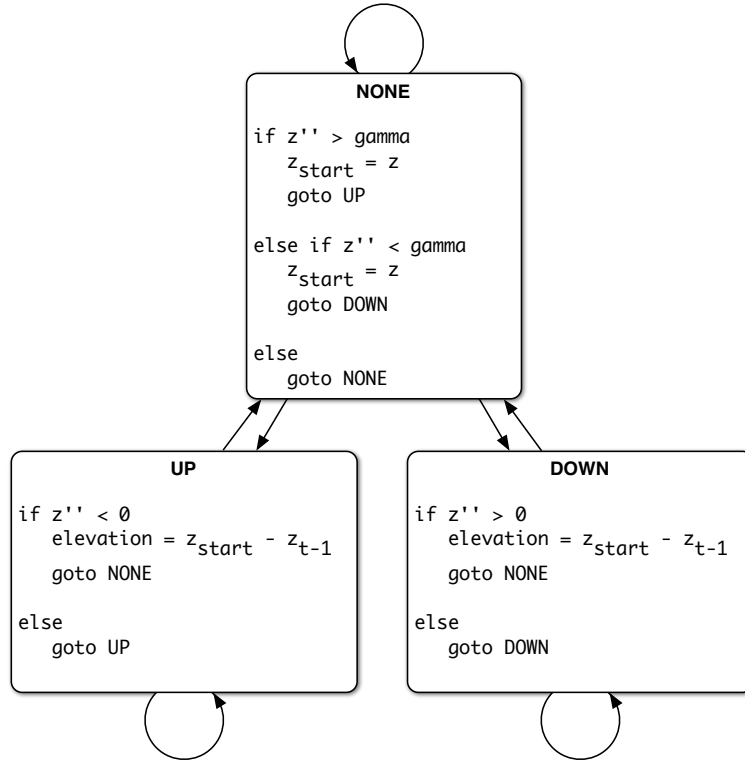 NONE
if z'' > gamma
z_start = z
goto UP
else if z'' < gamma
z_start = z
goto DOWN
else
goto NONE
UP
if z'' < 0
elevation = z_start - z_t-1
goto NONE
else
goto UP
DOWN
if z'' > 0
elevation = z_start - z_t-1
goto NONE
else
goto DOWN